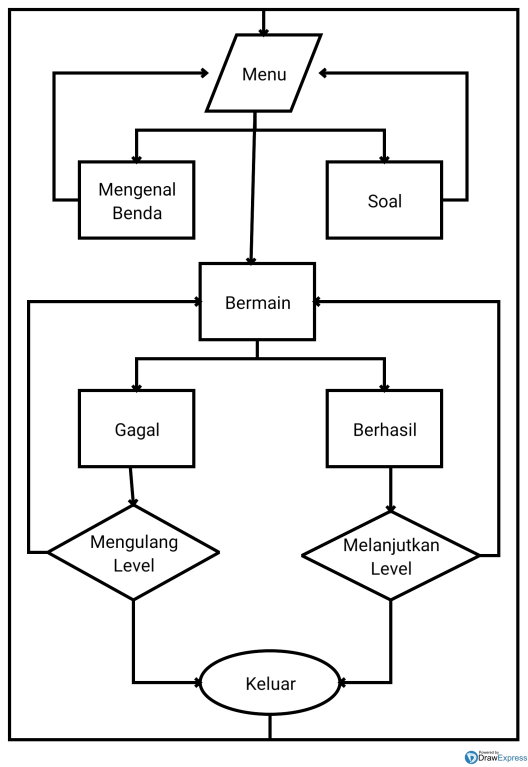 Menu
Mengenal
Benda
Soal
Bermain
Gagal
Berhasil
Mengulang
Level
Melanjutkan
Level
Keluar
Powered by
DrawExpress